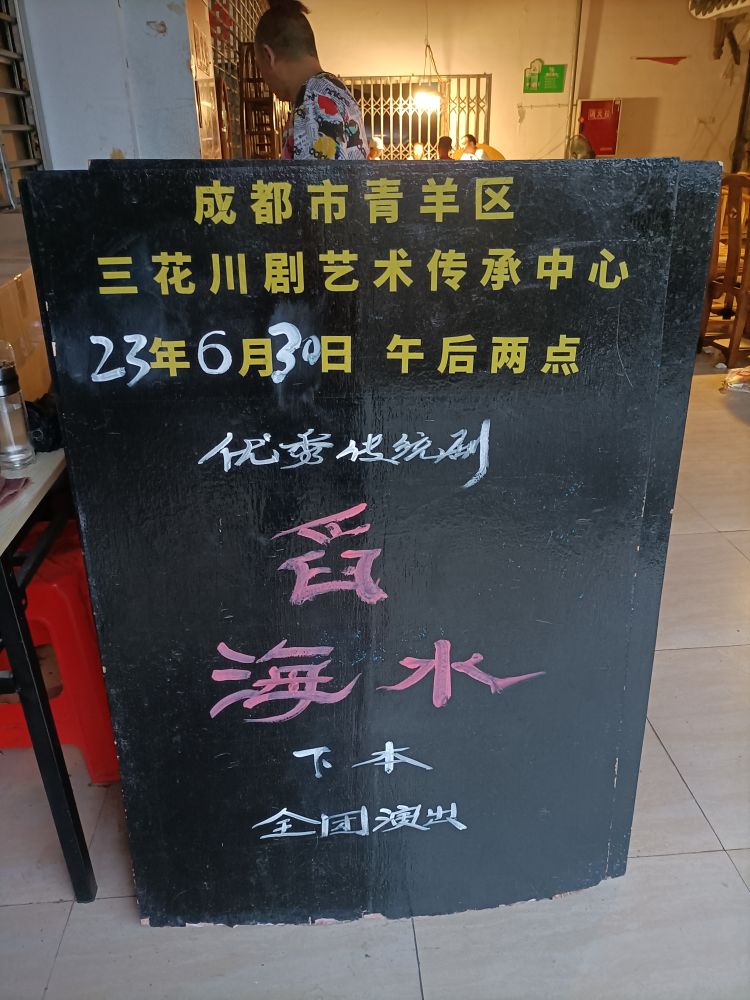 成都市青羊区
三花川剧艺术传承中心
23年6月30日 午后两点
优秀传统剧
舀
海水
下本
全团演出